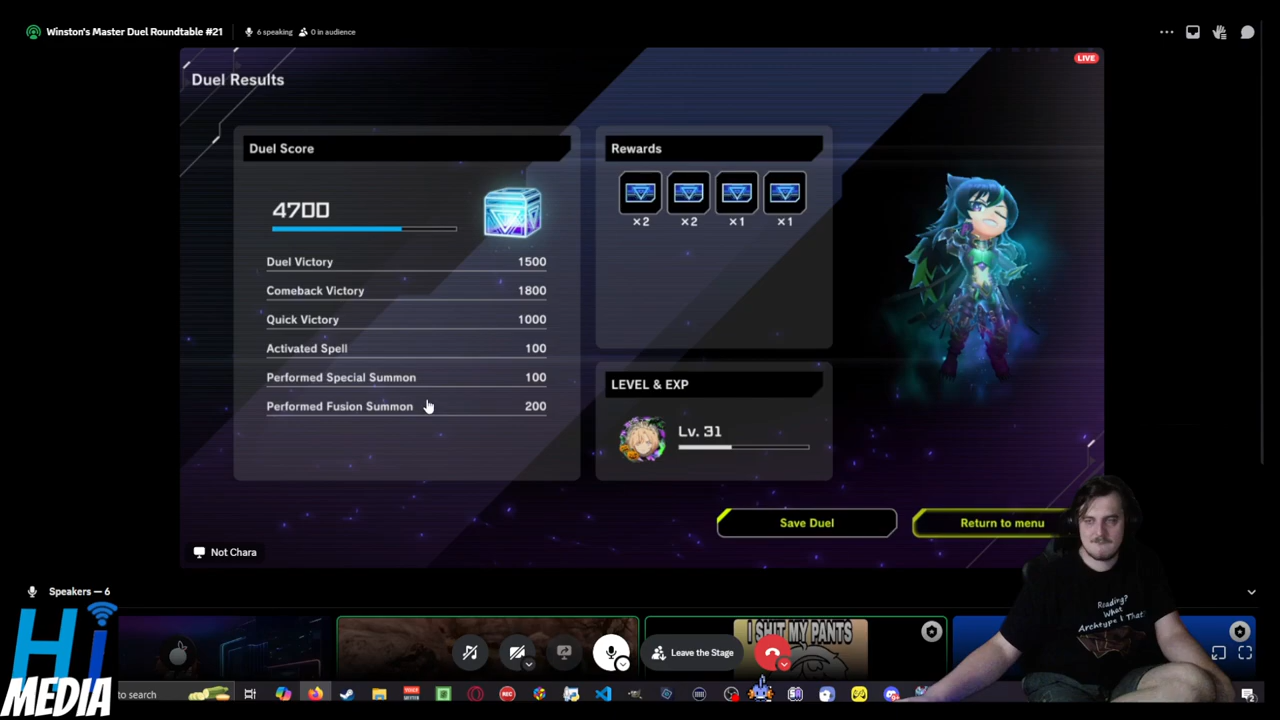 Winston's Master Duel Roundtable #21
6 speaking
0 in audience
LIVE
Duel Results
Duel Score
4700
Duel Victory 1500
Comeback Victory 1800
Quick Victory 1000
Activated Spell 100
Performed Special Summon 100
Performed Fusion Summon 200
Rewards
×2 ×2 ×1 ×1
LEVEL & EXP
Lv. 31
Save Duel
Return to menu
Not Chara
Speakers — 6
Reading?
What
Archetype I That?
I SHIT MY PANTS
Leave the Stage
Hi
MEDIA
to search
REC
2